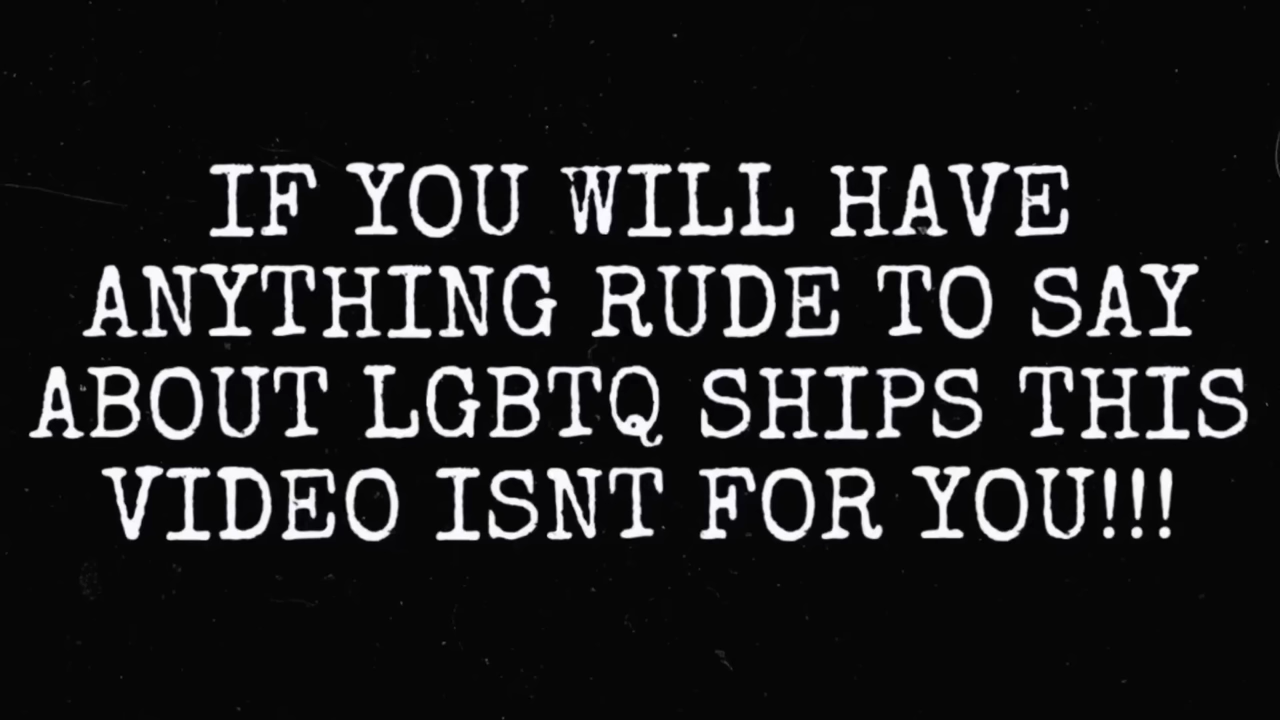 IF YOU WILL HAVE
ANYTHING RUDE TO SAY
ABOUT LGBTQ SHIPS THIS
VIDEO ISNT FOR YOU!!!